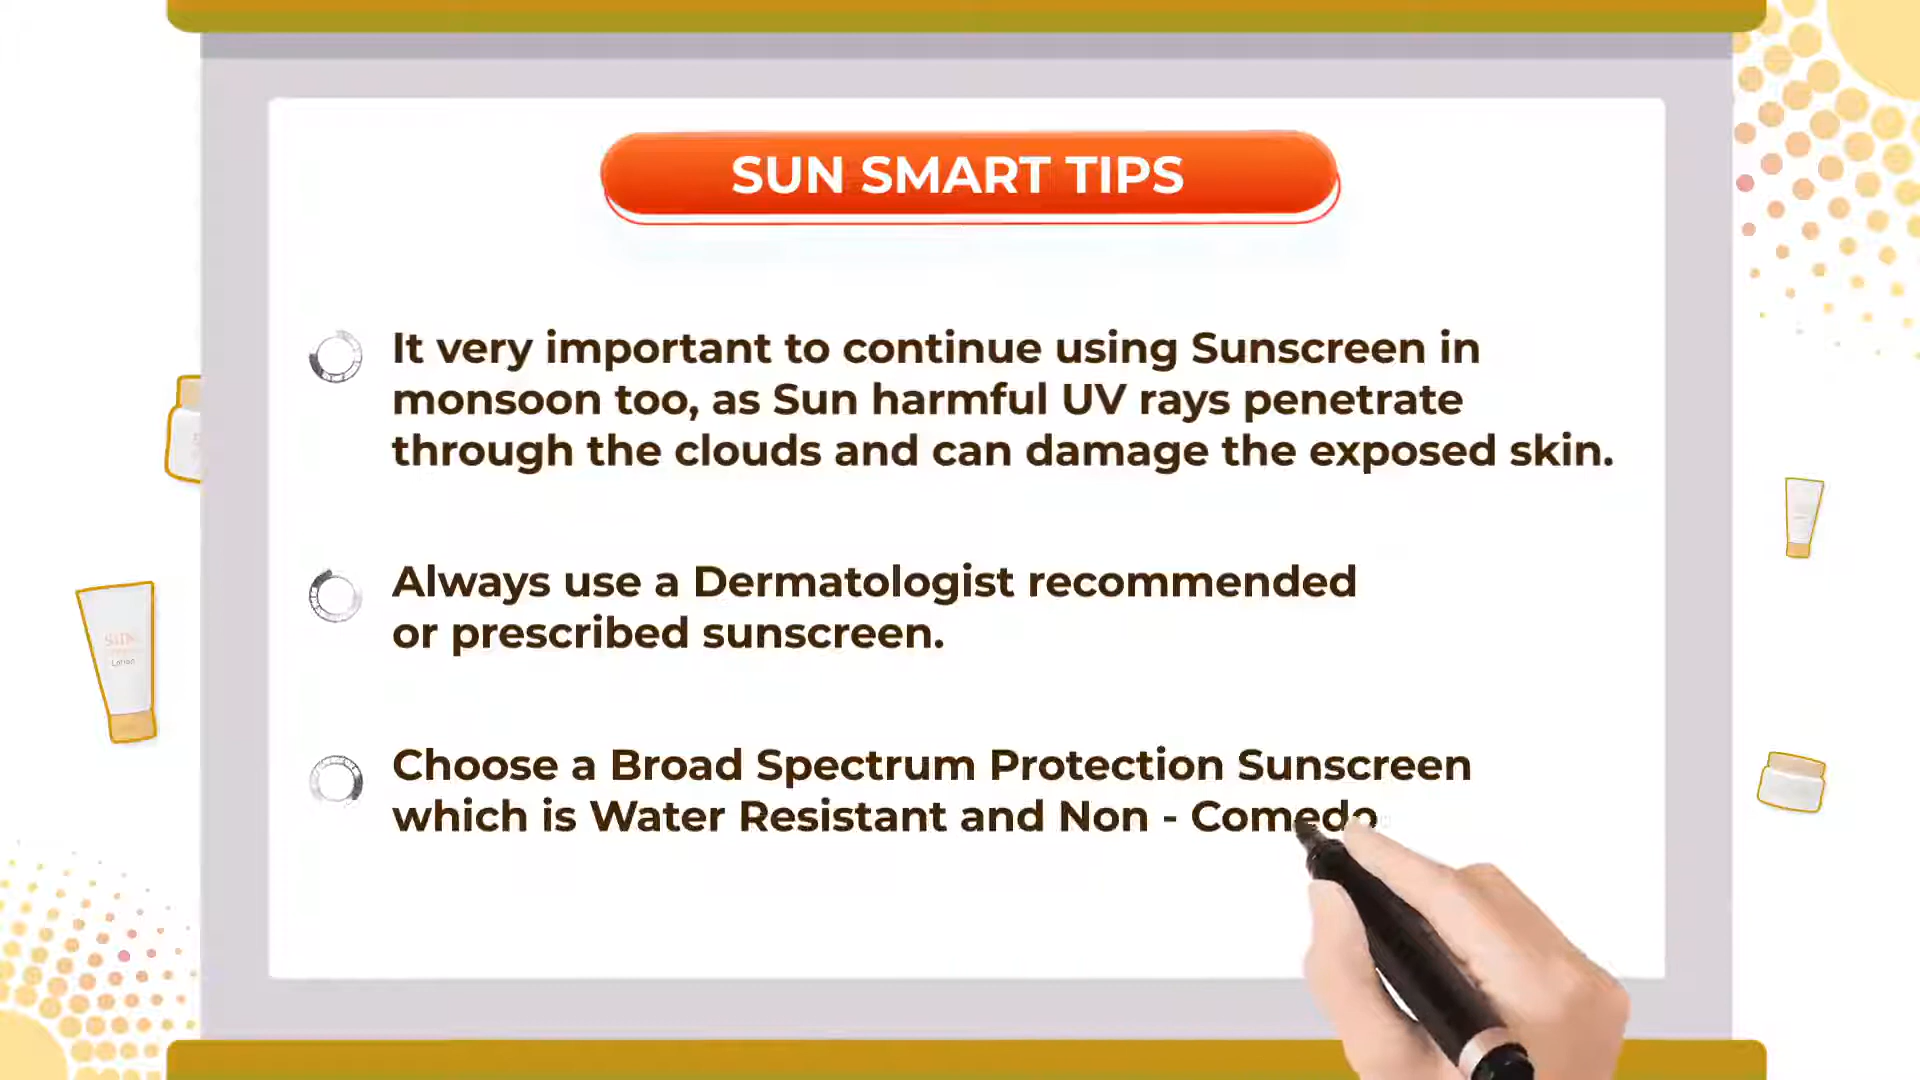 SUN SMART TIPS
It very important to continue using Sunscreen in
monsoon too, as Sun harmful UV rays penetrate
through the clouds and can damage the exposed skin.
Always use a Dermatologist recommended
or prescribed sunscreen.
Choose a Broad Spectrum Protection Sunscreen
which is Water Resistant and Non - Comedo
SUN
Lotion